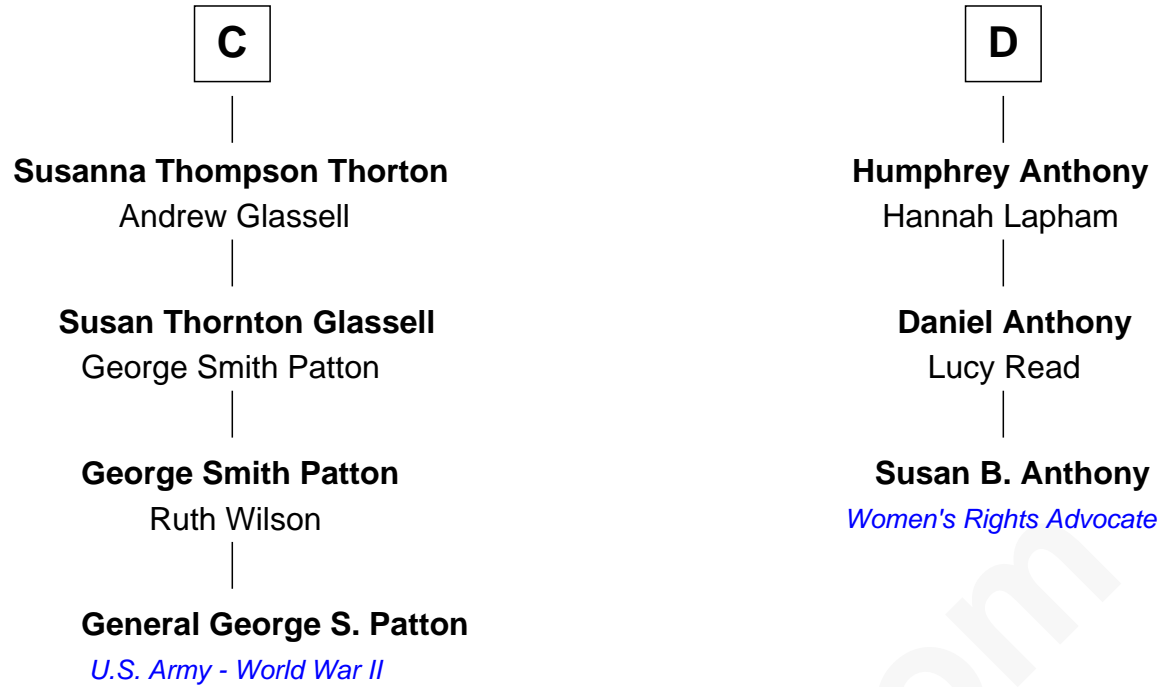 C
Susanna Thompson Thorton
Andrew Glassell
Susan Thornton Glassell
George Smith Patton
George Smith Patton
Ruth Wilson
General George S. Patton
U.S. Army - World War II
D
Humphrey Anthony
Hannah Lapham
Daniel Anthony
Lucy Read
Susan B. Anthony
Women's Rights Advocate
om